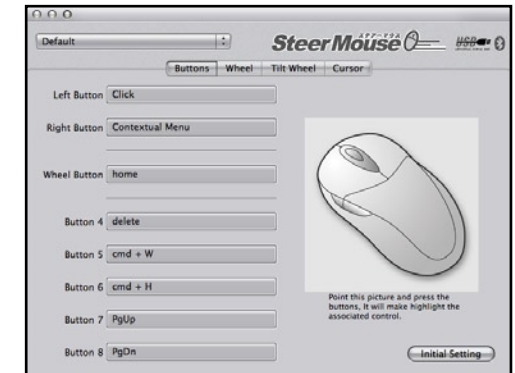 Default
SteerMouse
USB
Buttons Wheel Tilt Wheel Cursor
Left Button Click
Right Button Contextual Menu
Wheel Button home
Button 4 delete
Button 5 cmd + W
Button 6 cmd + H
Button 7 PgUp
Button 8 PgDn
Point this picture and press the
buttons, It will make highlight the
associated control.
Initial Setting